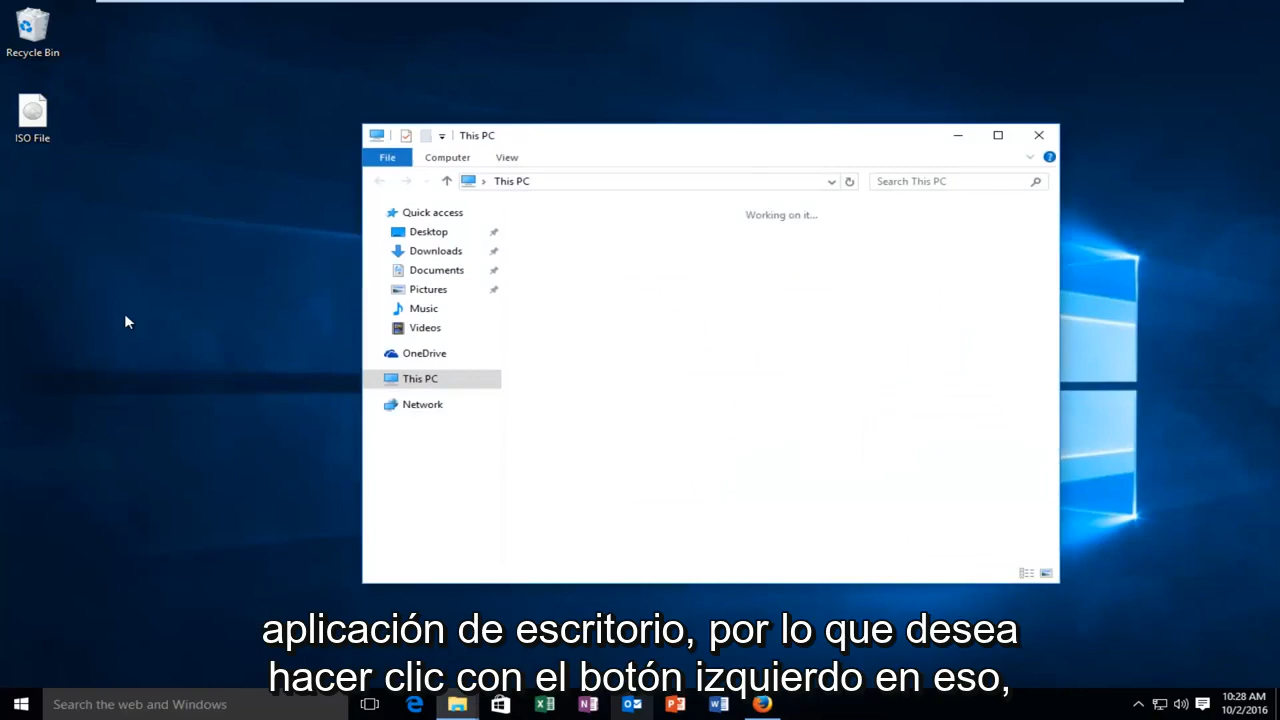 Recycle Bin
ISO File
This PC
File Computer View
This PC
Search This PC
Quick access
Desktop
Downloads
Documents
Pictures
Music
Videos
OneDrive
This PC
Network
Working on it...
aplicación de escritorio, por lo que desea
hacer clic con el botón izquierdo en eso,
Search the web and Windows
10:28 AM
10/2/2016